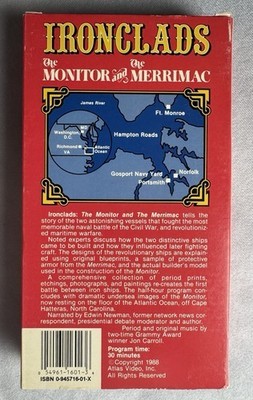 IRONCLADS
The MONITOR and The MERRIMAC
James River
Ft. Monroe
Washington, D.C.
MD
Hampton Roads
Richmond
VA
Atlantic Ocean
Gosport Navy Yard
Norfolk
Portsmouth
Ironclads: The Monitor and The Merrimac tells the
story of the two astonishing vessels that fought the most
memorable naval battle of the Civil War, and revolutioniz-
ed maritime warfare.
Noted experts discuss how the two distinctive ships
came to be built and how they influenced later fighting
craft. The designs of the revolutionary ships are explain-
ed using original blueprints, a sample of protective
armor from the Merrimac, and the actual builder's model
used in the construction of the Monitor.
A comprehensive collection of period prints,
etchings, photographs, and paintings re-creates the first
battle between iron ships. The half-hour program con-
cludes with dramatic undersea images of the Monitor,
now resting on the floor of the Atlantic Ocean, off Cape
Hatteras, North Carolina.
Narrated by Edwin Newman, former network news cor-
respondent, presidential debate moderator and author.
Period and original music by
two-time Grammy Award
winner Jon Carroll.
Program time:
30 minutes
©Copyright 1988
Atlas Video, Inc.
All Rights Reserved
ISBN 0-945716-01-X